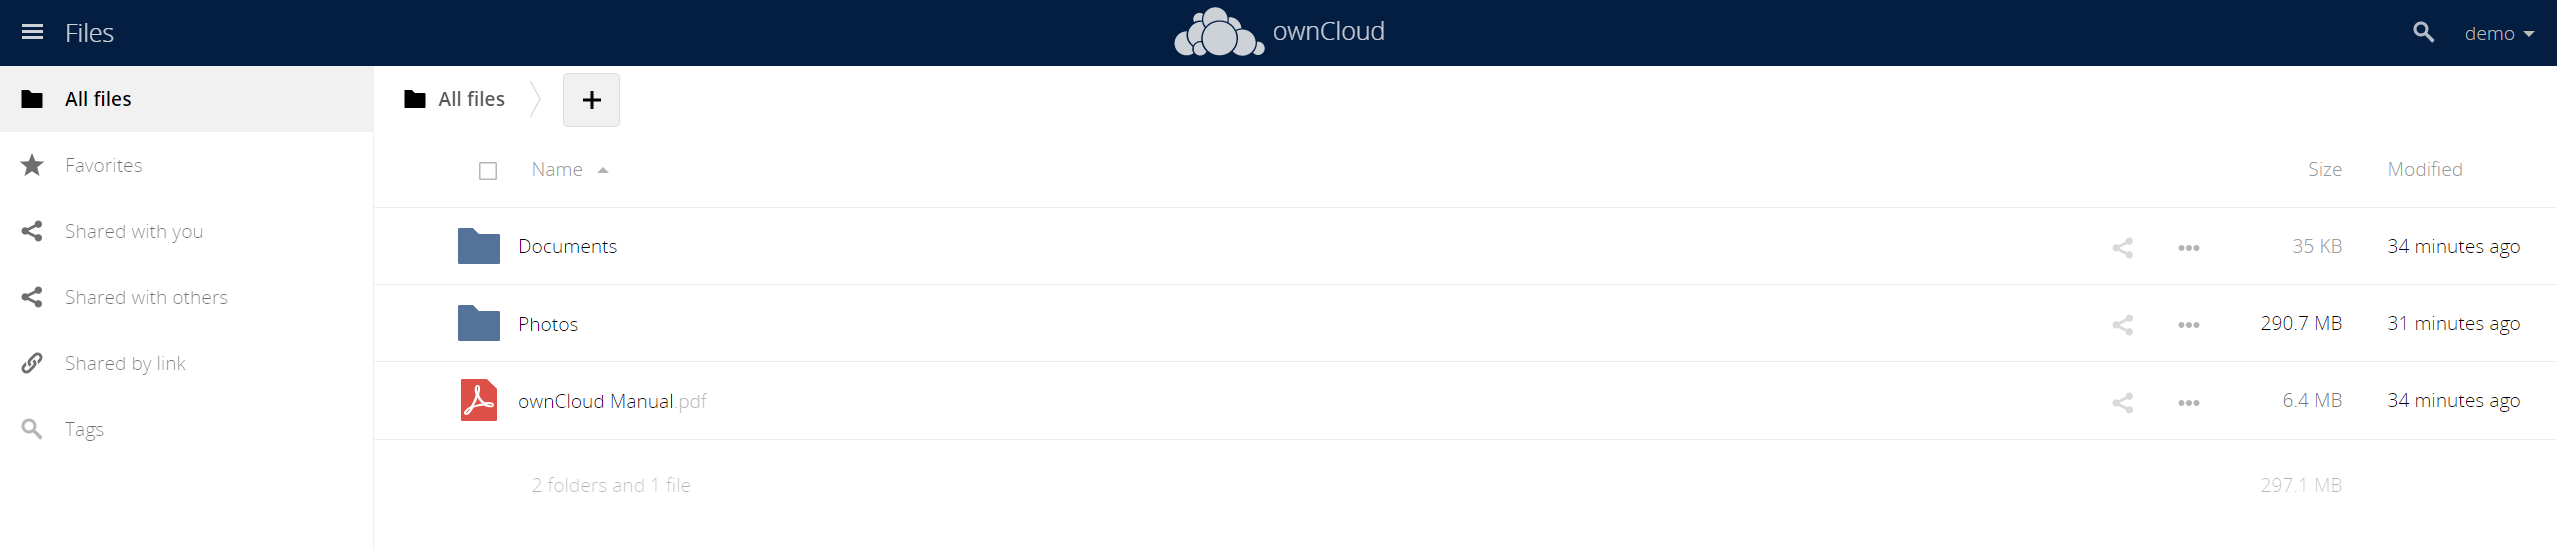 Files
ownCloud
demo
All files
Favorites
Shared with you
Shared with others
Shared by link
Tags
All files
Name Size Modified
Documents 35 KB 34 minutes ago
Photos 290.7 MB 31 minutes ago
ownCloud Manual.pdf 6.4 MB 34 minutes ago
2 folders and 1 file 297.1 MB